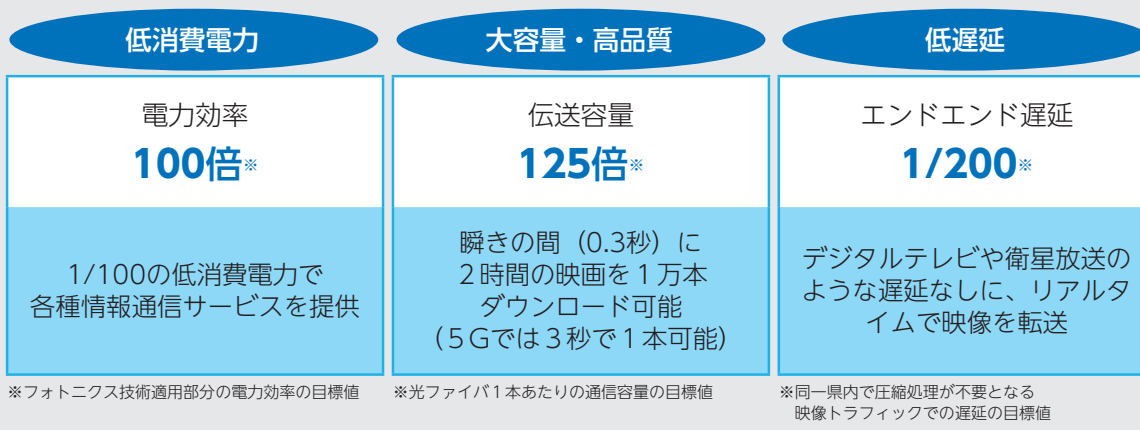 低消費電力
電力効率
100倍※
1/100の低消費電力で
各種情報通信サービスを提供
※フォトニクス技術適用部分の電力効率の目標値
大容量・高品質
伝送容量
125倍※
瞬きの間（0.3秒）に
２時間の映画を１万本
ダウンロード可能
（５Gでは３秒で１本可能）
※光ファイバ１本あたりの通信容量の目標値
低遅延
エンドエンド遅延
1/200※
デジタルテレビや衛星放送の
ような遅延なしに、リアルタ
イムで映像を転送
※同一県内で圧縮処理が不要となる
映像トラフィックでの遅延の目標値